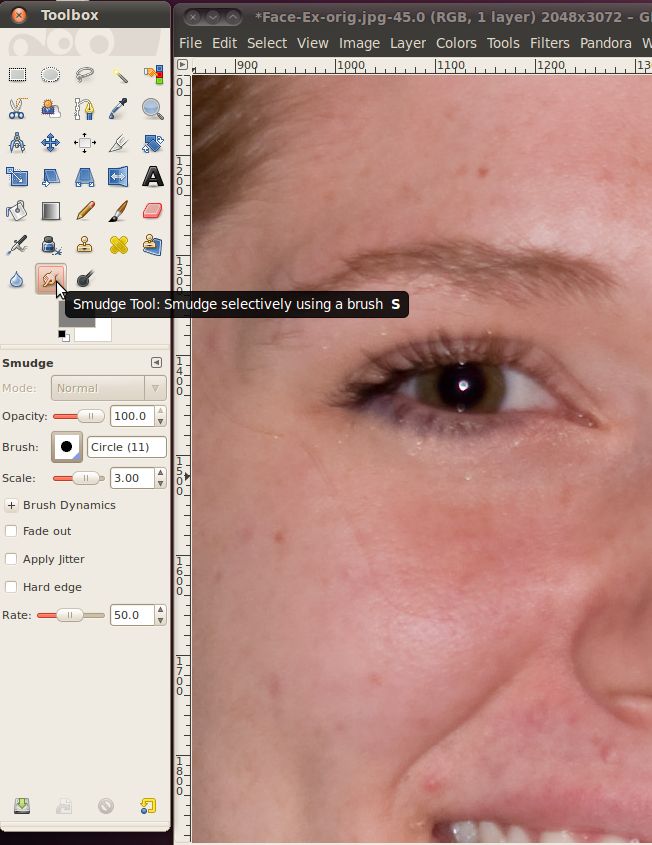 Toolbox
*Face-Ex-orig.jpg-45.0 (RGB, 1 layer) 2048x3072 – G
File Edit Select View Image Layer Colors Tools Filters Pandora W
900 1000 1100 1200 13
Smudge Tool: Smudge selectively using a brush S
Smudge
Mode: Normal
Opacity: 100.0
Brush: Circle (11)
Scale: 3.00
Brush Dynamics
Fade out
Apply Jitter
Hard edge
Rate: 50.0
1200
1300
1400
1500
1600
1700
1800